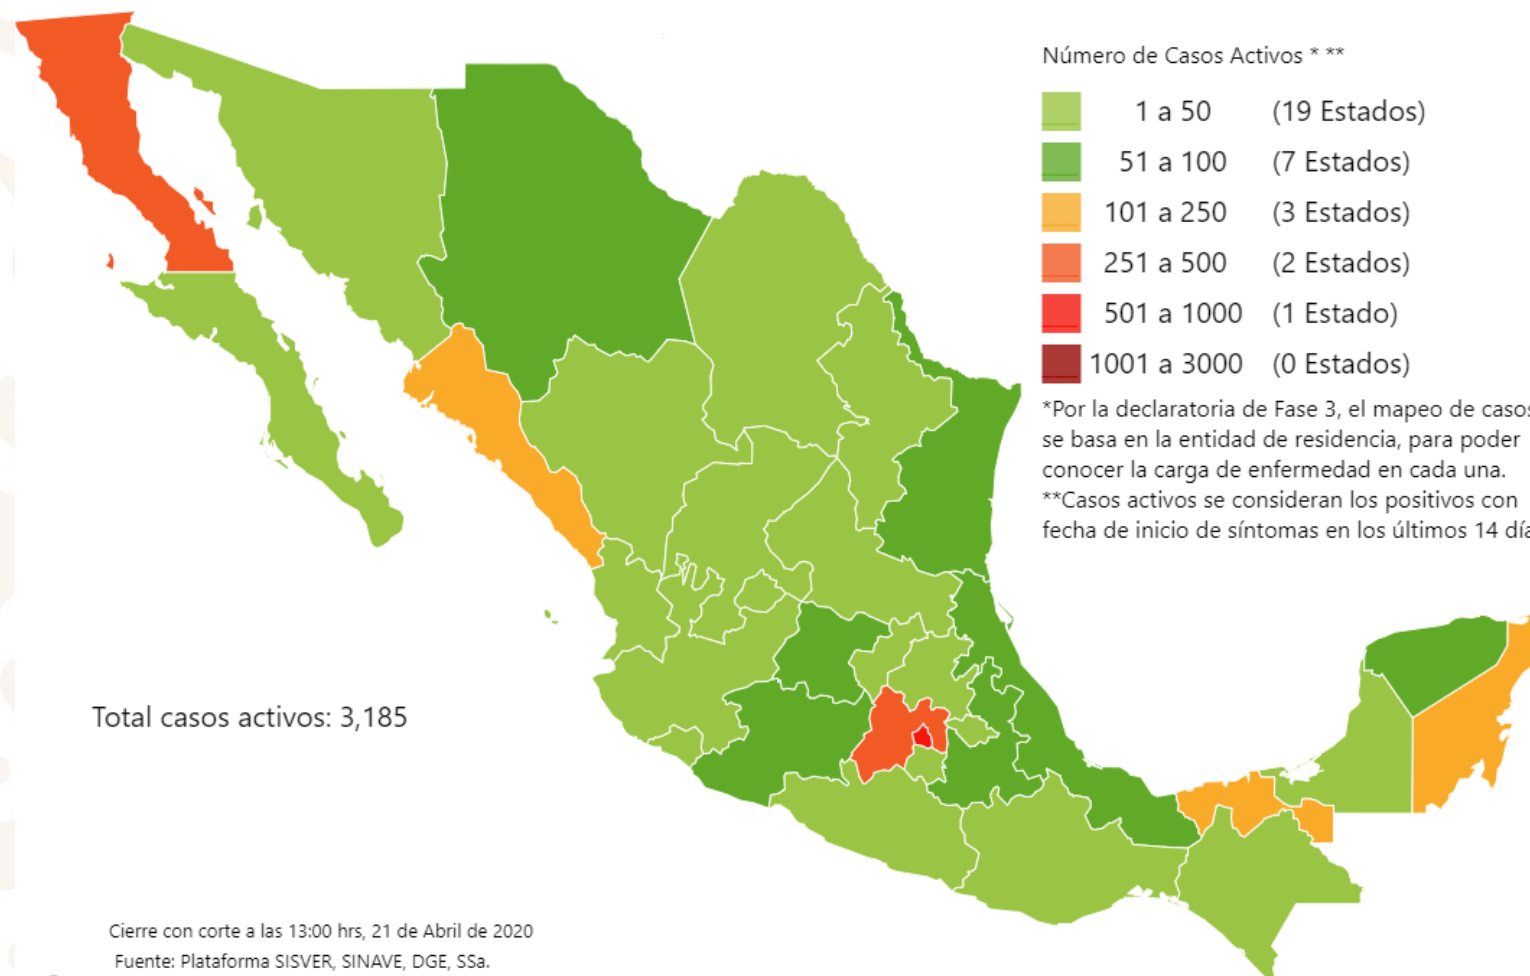 Número de Casos Activos * **
1 a 50 (19 Estados)
51 a 100 (7 Estados)
101 a 250 (3 Estados)
251 a 500 (2 Estados)
501 a 1000 (1 Estado)
1001 a 3000 (0 Estados)
*Por la declaratoria de Fase 3, el mapeo de casos
se basa en la entidad de residencia, para poder
conocer la carga de enfermedad en cada una.
**Casos activos se consideran los positivos con
fecha de inicio de síntomas en los últimos 14 día
Total casos activos: 3,185
Cierre con corte a las 13:00 hrs, 21 de Abril de 2020
Fuente: Plataforma SISVER, SINAVE, DGE, SSa.